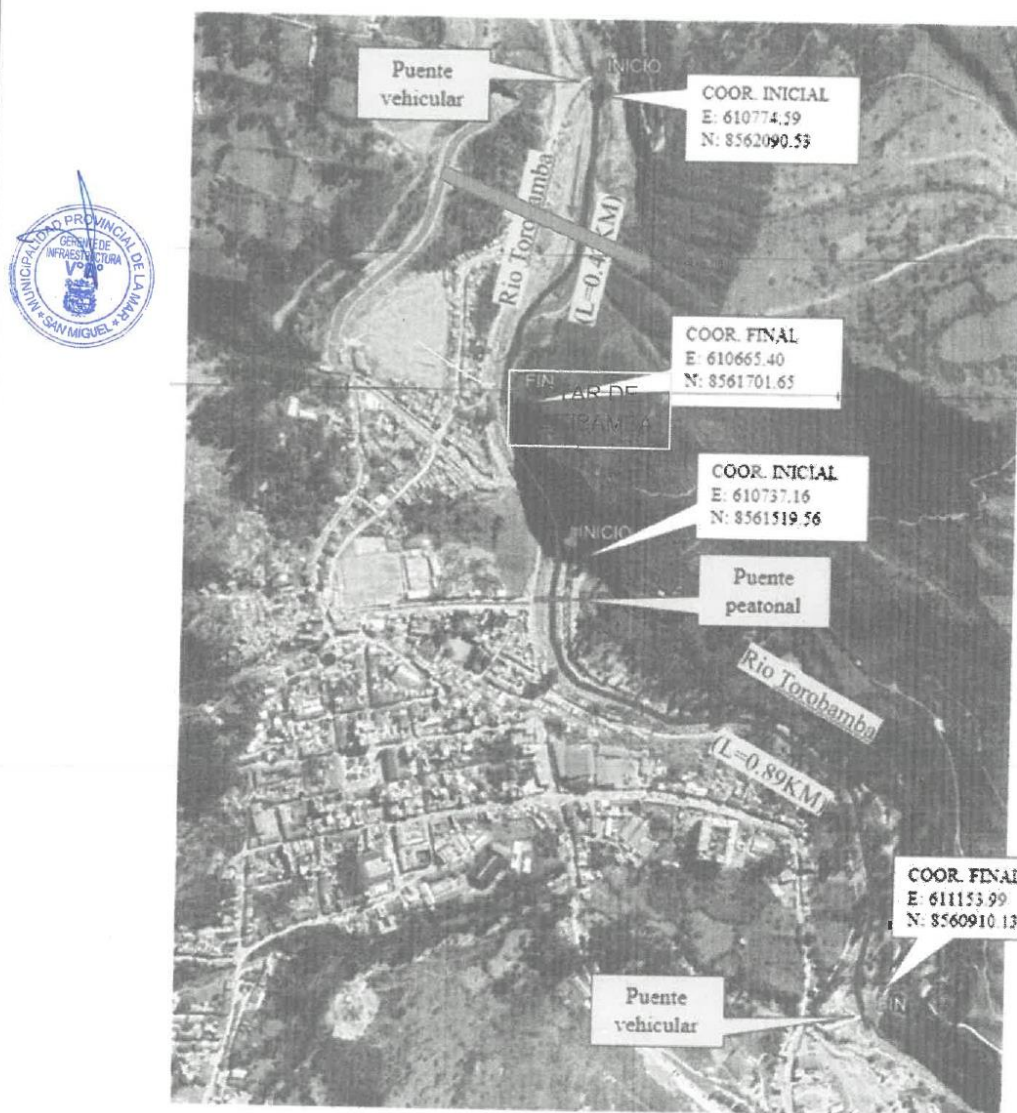 Puente
vehicular
INICIO
COOR. INICIAL
E: 610774.59
N: 8562090.53
Rio Torobamba
MUNICIPALIDAD PROVINCIAL DE LA MAR
GERENTE DE
INFRAESTRUCTURA
V°B°
SAN MIGUEL
COOR. FINAL
E: 610665.40
N: 8561701.65
FIN
COOR. INICIAL
E: 610737.16
N: 8561519.56
INICIO
Puente
peatonal
Rio Torobamba
(L=0.89KM)
COOR. FINAL
E: 611153.99
N: 8560910.13
Puente
vehicular